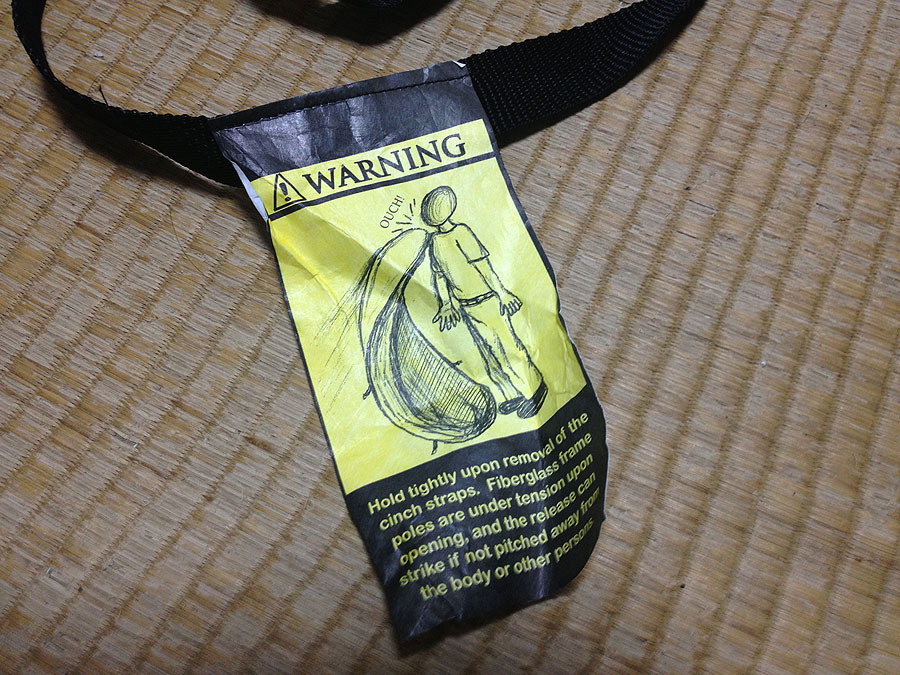 WARNING
OUCH!
Hold tightly upon removal of the
cinch straps. Fiberglass frame
poles are under tension upon
opening, and the release can
strike if not pitched away from
the body or other persons.